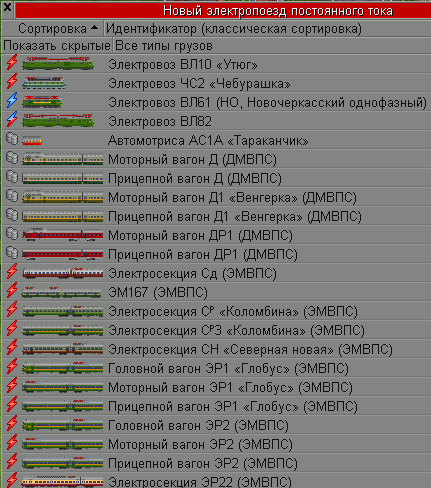 Новый электропоезд постоянного тока
Сортировка Идентификатор (классическая сортировка)
Показать скрытые Все типы грузов
Электровоз ВЛ10 «Утюг»
Электровоз ЧС2 «Чебурашка»
Электровоз ВЛ61 (НО, Новочеркасский однофазный)
Электровоз ВЛ82
Автомотриса АС1А «Тараканчик»
Моторный вагон Д (ДМВПС)
Прицепной вагон Д (ДМВПС)
Моторный вагон Д1 «Венгерка» (ДМВПС)
Прицепной вагон Д1 «Венгерка» (ДМВПС)
Моторный вагон ДР1 (ДМВПС)
Прицепной вагон ДР1 (ДМВПС)
Электросекция Сд (ЭМВПС)
ЭМ167 (ЭМВПС)
Электросекция Ср «Коломбина» (ЭМВПС)
Электросекция Ср3 «Коломбина» (ЭМВПС)
Электросекция СН «Северная новая» (ЭМВПС)
Головной вагон ЭР1 «Глобус» (ЭМВПС)
Моторный вагон ЭР1 «Глобус» (ЭМВПС)
Прицепной вагон ЭР1 «Глобус» (ЭМВПС)
Головной вагон ЭР2 (ЭМВПС)
Моторный вагон ЭР2 (ЭМВПС)
Прицепной вагон ЭР2 (ЭМВПС)
Электросекция ЭР22 (ЭМВПС)